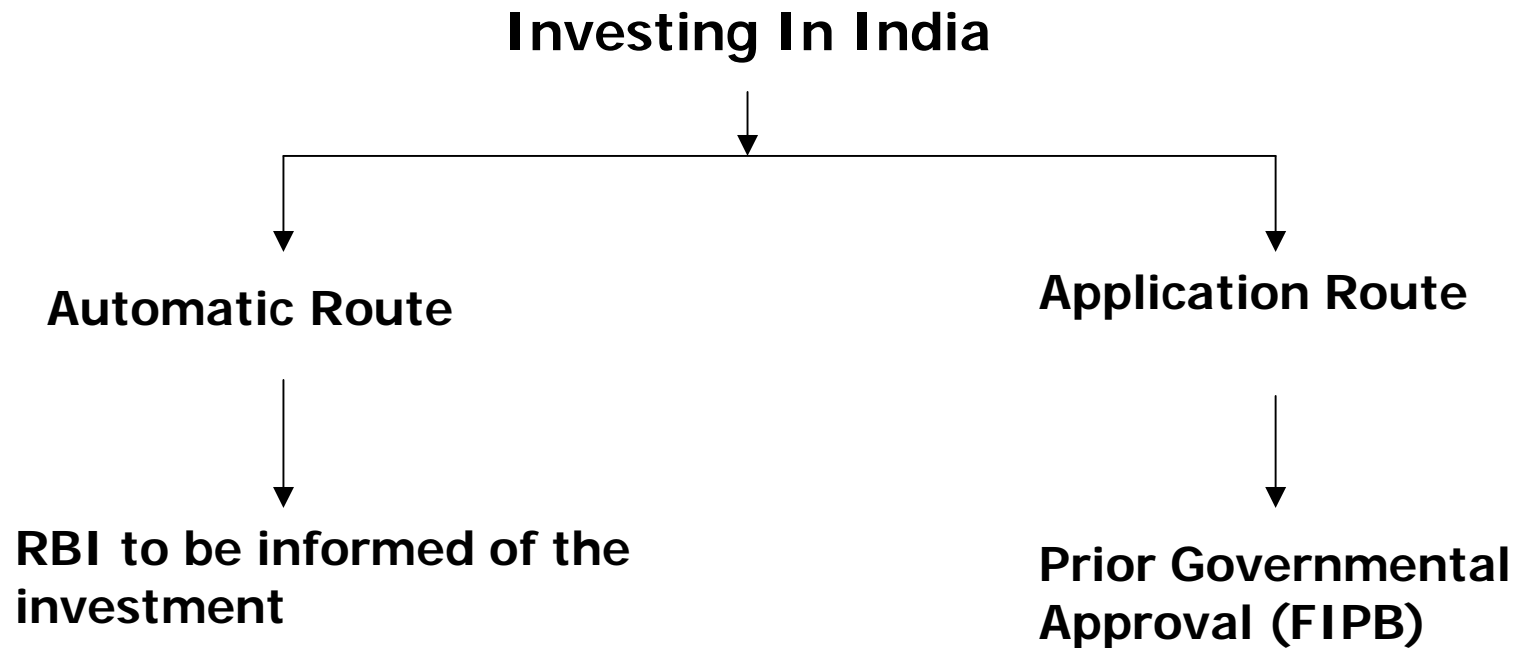 Investing In India
Automatic Route
Application Route
RBI to be informed of the
investment
Prior Governmental
Approval (FIPB)